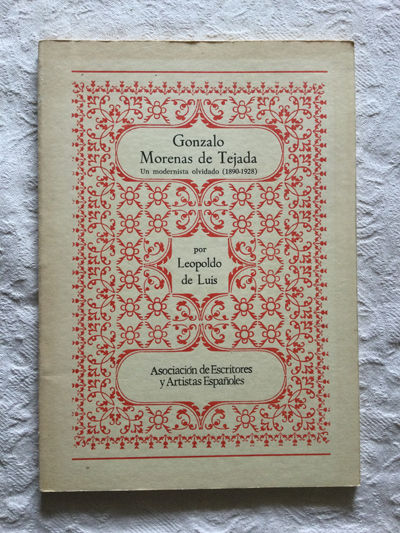 Gonzalo
Morenas de Tejada
Un modernista olvidado (1890-1928)
por
Leopoldo
de Luis
Asociación de Escritores
y Artistas Españoles